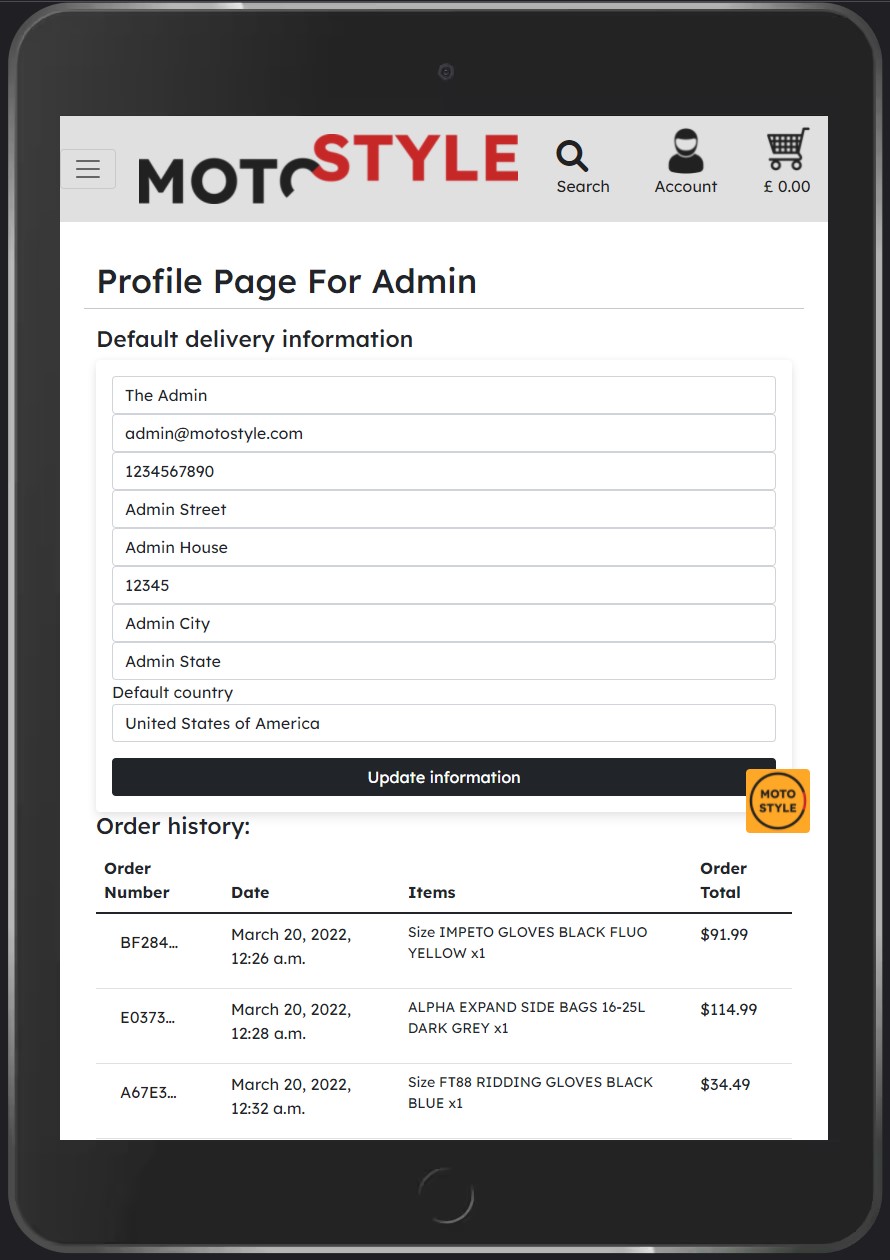 MOTOSTYLE
Search
Account
£ 0.00
Profile Page For Admin
Default delivery information
The Admin
admin@motostyle.com
1234567890
Admin Street
Admin House
12345
Admin City
Admin State
Default country
United States of America
Update information
MOTO
STYLE
Order history:
Order Number Date Items Order Total
BF284... March 20, 2022, 12:26 a.m. Size IMPETO GLOVES BLACK FLUO YELLOW x1 $91.99
E0373... March 20, 2022, 12:28 a.m. ALPHA EXPAND SIDE BAGS 16-25L DARK GREY x1 $114.99
A67E3... March 20, 2022, 12:32 a.m. Size FT88 RIDDING GLOVES BLACK BLUE x1 $34.49